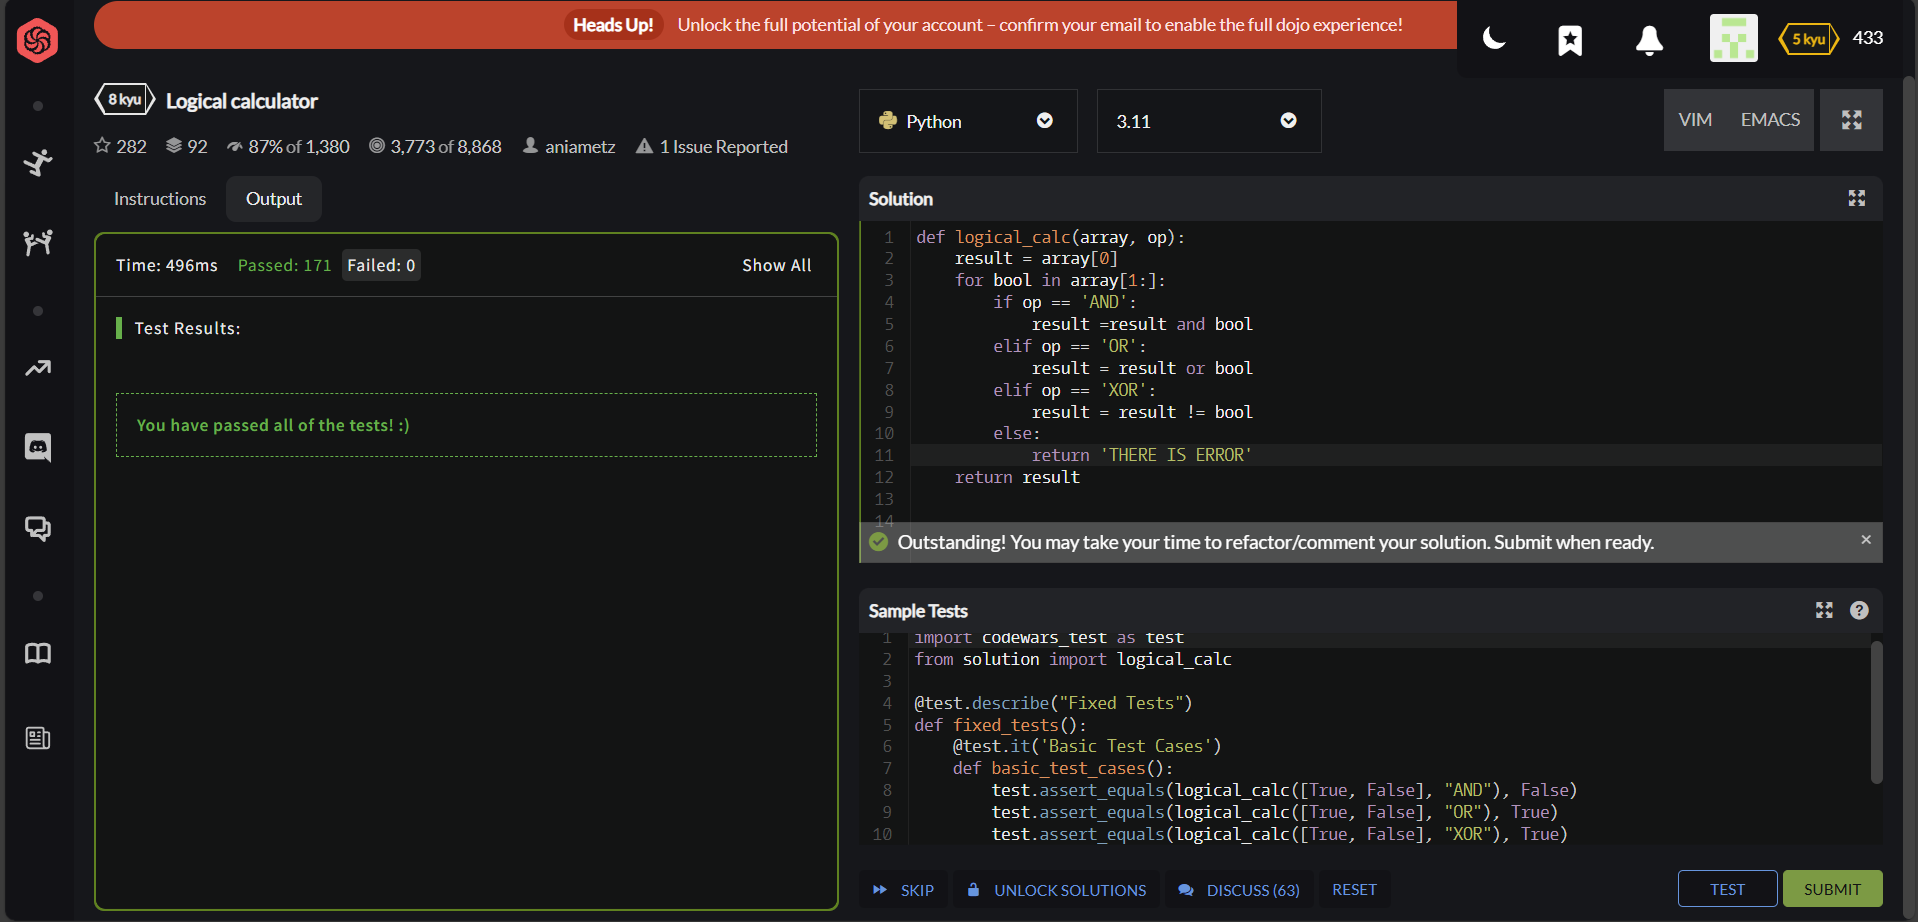 Heads Up! Unlock the full potential of your account – confirm your email to enable the full dojo experience!
5 kyu 433
8 kyu Logical calculator
282 92 87% of 1,380 3,773 of 8,868 aniametz 1 Issue Reported
Instructions Output
Time: 496ms Passed: 171 Failed: 0 Show All
Test Results:
You have passed all of the tests! :)
Python 3.11 VIM EMACS
Solution
1 def logical_calc(array, op):
2     result = array[0]
3     for bool in array[1:]:
4         if op == 'AND':
5             result =result and bool
6         elif op == 'OR':
7             result = result or bool
8         elif op == 'XOR':
9             result = result != bool
10         else:
11             return 'THERE IS ERROR'
12     return result
13
14
Outstanding! You may take your time to refactor/comment your solution. Submit when ready. ×
Sample Tests ?
1 import codewars_test as test
2 from solution import logical_calc
3
4 @test.describe("Fixed Tests")
5 def fixed_tests():
6     @test.it('Basic Test Cases')
7     def basic_test_cases():
8         test.assert_equals(logical_calc([True, False], "AND"), False)
9         test.assert_equals(logical_calc([True, False], "OR"), True)
10         test.assert_equals(logical_calc([True, False], "XOR"), True)
SKIP UNLOCK SOLUTIONS DISCUSS (63) RESET TEST SUBMIT